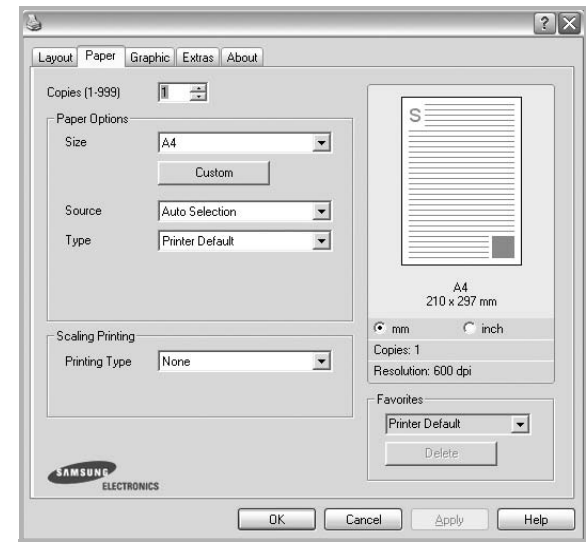 Layout Paper Graphic Extras About
Copies (1-999) 1
Paper Options
Size A4
Custom
Source Auto Selection
Type Printer Default
Scaling Printing
Printing Type None
SAMSUNG
ELECTRONICS
S
A4
210 x 297 mm
mm inch
Copies: 1
Resolution: 600 dpi
Favorites
Printer Default
Delete
OK Cancel Apply Help